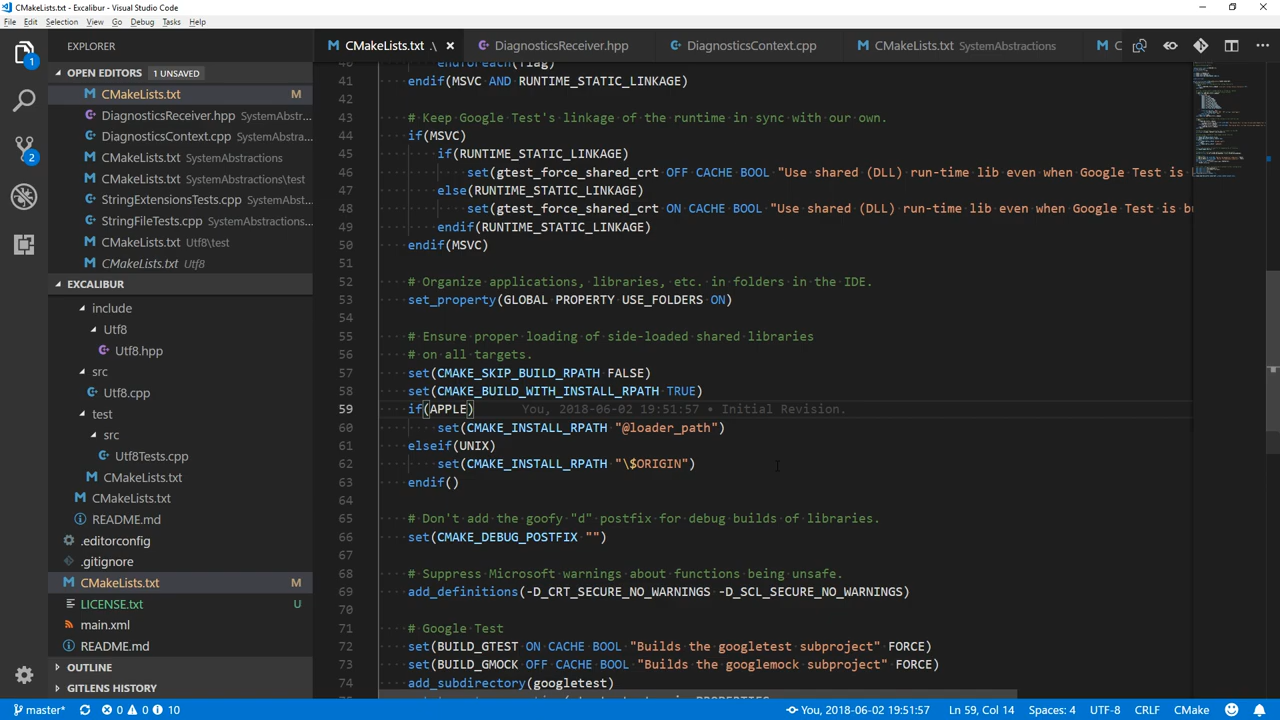 CMakeLists.txt - Excalibur - Visual Studio Code
File Edit Selection View Go Debug Tasks Help
EXPLORER
CMakeLists.txt .\
DiagnosticsReceiver.hpp
DiagnosticsContext.cpp
CMakeLists.txt SystemAbstractions
C
1
2
OPEN EDITORS 1 UNSAVED
CMakeLists.txt M
DiagnosticsReceiver.hpp SystemAbstr...
DiagnosticsContext.cpp SystemAbstra...
CMakeLists.txt SystemAbstractions
CMakeLists.txt SystemAbstractions\test
StringExtensionsTests.cpp SystemAbst...
StringFileTests.cpp SystemAbstractions...
CMakeLists.txt Utf8\test
CMakeLists.txt Utf8
EXCALIBUR
include
Utf8
Utf8.hpp
src
Utf8.cpp
test
src
Utf8Tests.cpp
CMakeLists.txt
CMakeLists.txt
README.md
.editorconfig
.gitignore
CMakeLists.txt M
LICENSE.txt U
main.xml
README.md
OUTLINE
GITLENS HISTORY
40 endforeach(flag)
41 endif(MSVC AND RUNTIME_STATIC_LINKAGE)
42
43 # Keep Google Test's linkage of the runtime in sync with our own.
44 if(MSVC)
45 if(RUNTIME_STATIC_LINKAGE)
46 set(gtest_force_shared_crt OFF CACHE BOOL "Use shared (DLL) run-time lib even when Google Test is
47 else(RUNTIME_STATIC_LINKAGE)
48 set(gtest_force_shared_crt ON CACHE BOOL "Use shared (DLL) run-time lib even when Google Test is bu
49 endif(RUNTIME_STATIC_LINKAGE)
50 endif(MSVC)
51
52 # Organize applications, libraries, etc. in folders in the IDE.
53 set_property(GLOBAL PROPERTY USE_FOLDERS ON)
54
55 # Ensure proper loading of side-loaded shared libraries
56 # on all targets.
57 set(CMAKE_SKIP_BUILD_RPATH FALSE)
58 set(CMAKE_BUILD_WITH_INSTALL_RPATH TRUE)
59 if(APPLE) You, 2018-06-02 19:51:57 • Initial Revision.
60 set(CMAKE_INSTALL_RPATH "@loader_path")
61 elseif(UNIX)
62 set(CMAKE_INSTALL_RPATH "\$ORIGIN")
63 endif()
64
65 # Don't add the goofy "d" postfix for debug builds of libraries.
66 set(CMAKE_DEBUG_POSTFIX "")
67
68 # Suppress Microsoft warnings about functions being unsafe.
69 add_definitions(-D_CRT_SECURE_NO_WARNINGS -D_SCL_SECURE_NO_WARNINGS)
70
71 # Google Test
72 set(BUILD_GTEST ON CACHE BOOL "Builds the googletest subproject" FORCE)
73 set(BUILD_GMOCK OFF CACHE BOOL "Builds the googlemock subproject" FORCE)
74 add_subdirectory(googletest)
master* 0 0 10
You, 2018-06-02 19:51:57 Ln 59, Col 14 Spaces: 4 UTF-8 CRLF CMake